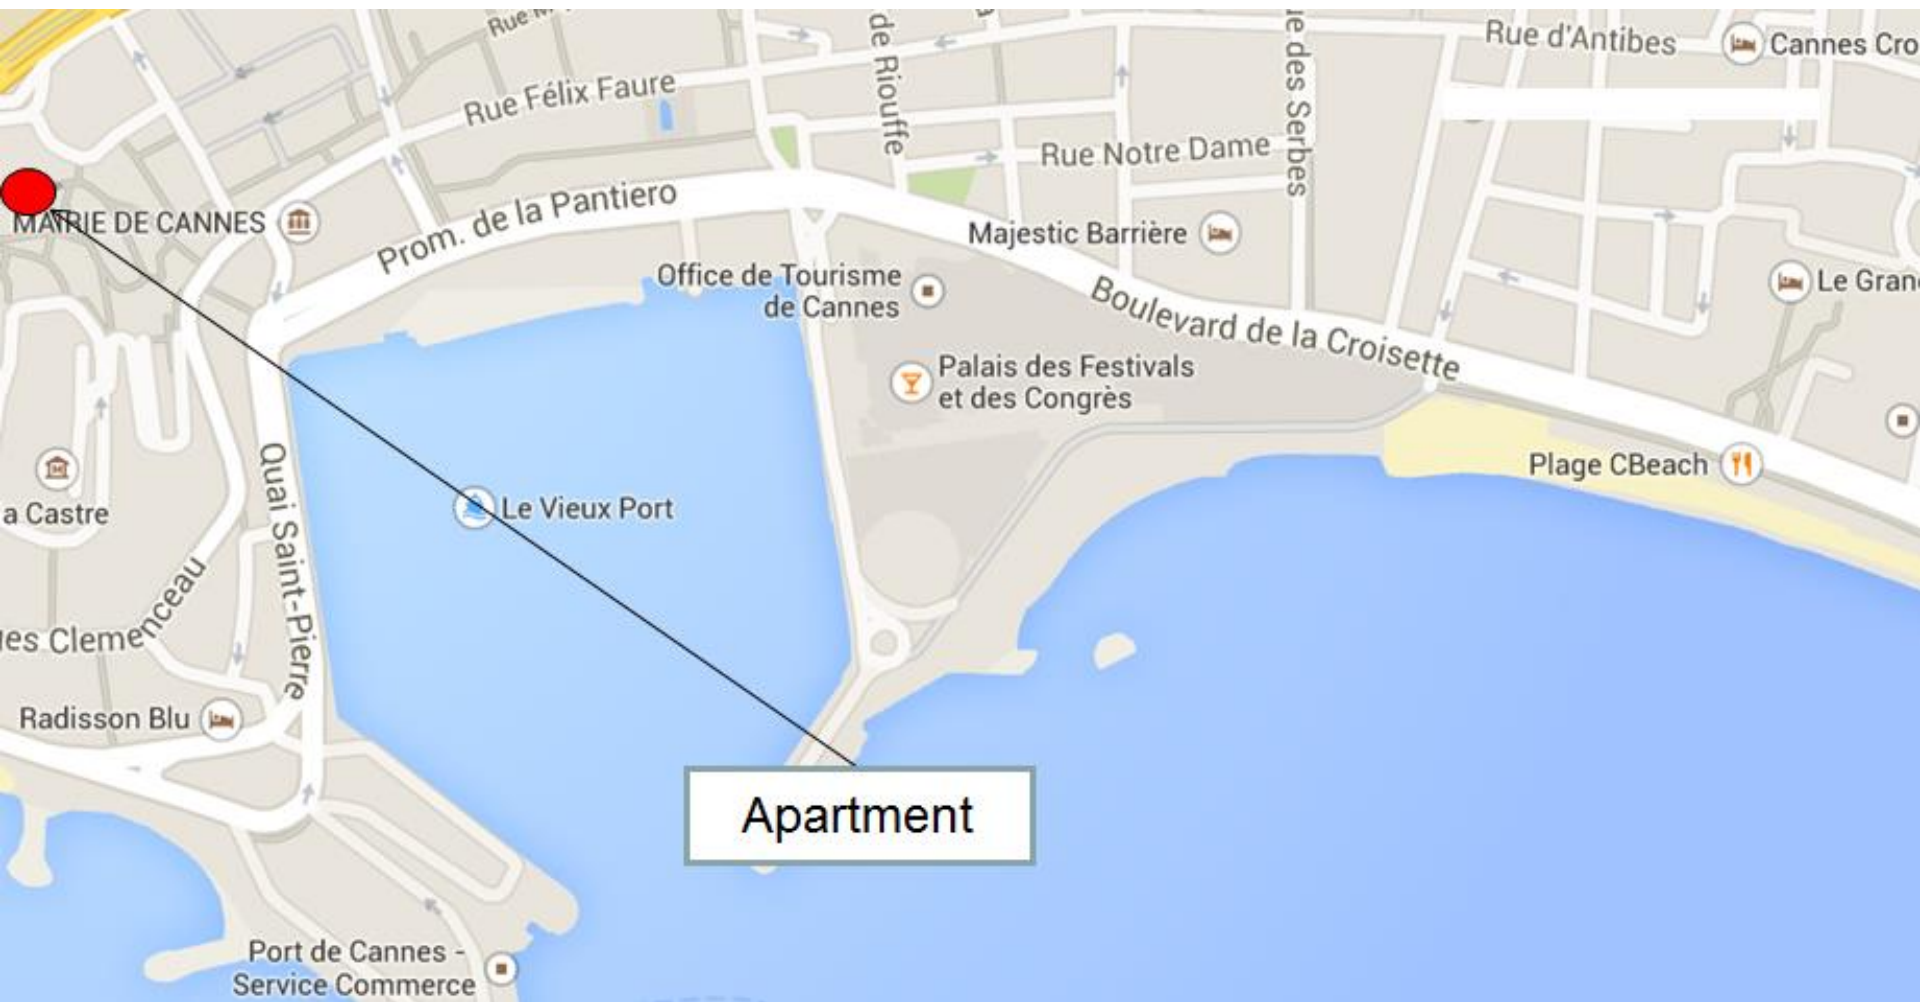 Rue d'Antibes
Cannes Cro
Rue Félix Faure
de Riouffe
ue des Serbes
Rue Notre Dame
MAIRIE DE CANNES
Prom. de la Pantiero
Majestic Barrière
Office de Tourisme
de Cannes
Boulevard de la Croisette
Le Gran
Palais des Festivals
et des Congrès
Plage CBeach
a Castre
Quai Saint-Pierre
Le Vieux Port
es Clemenceau
Radisson Blu
Apartment
Port de Cannes -
Service Commerce